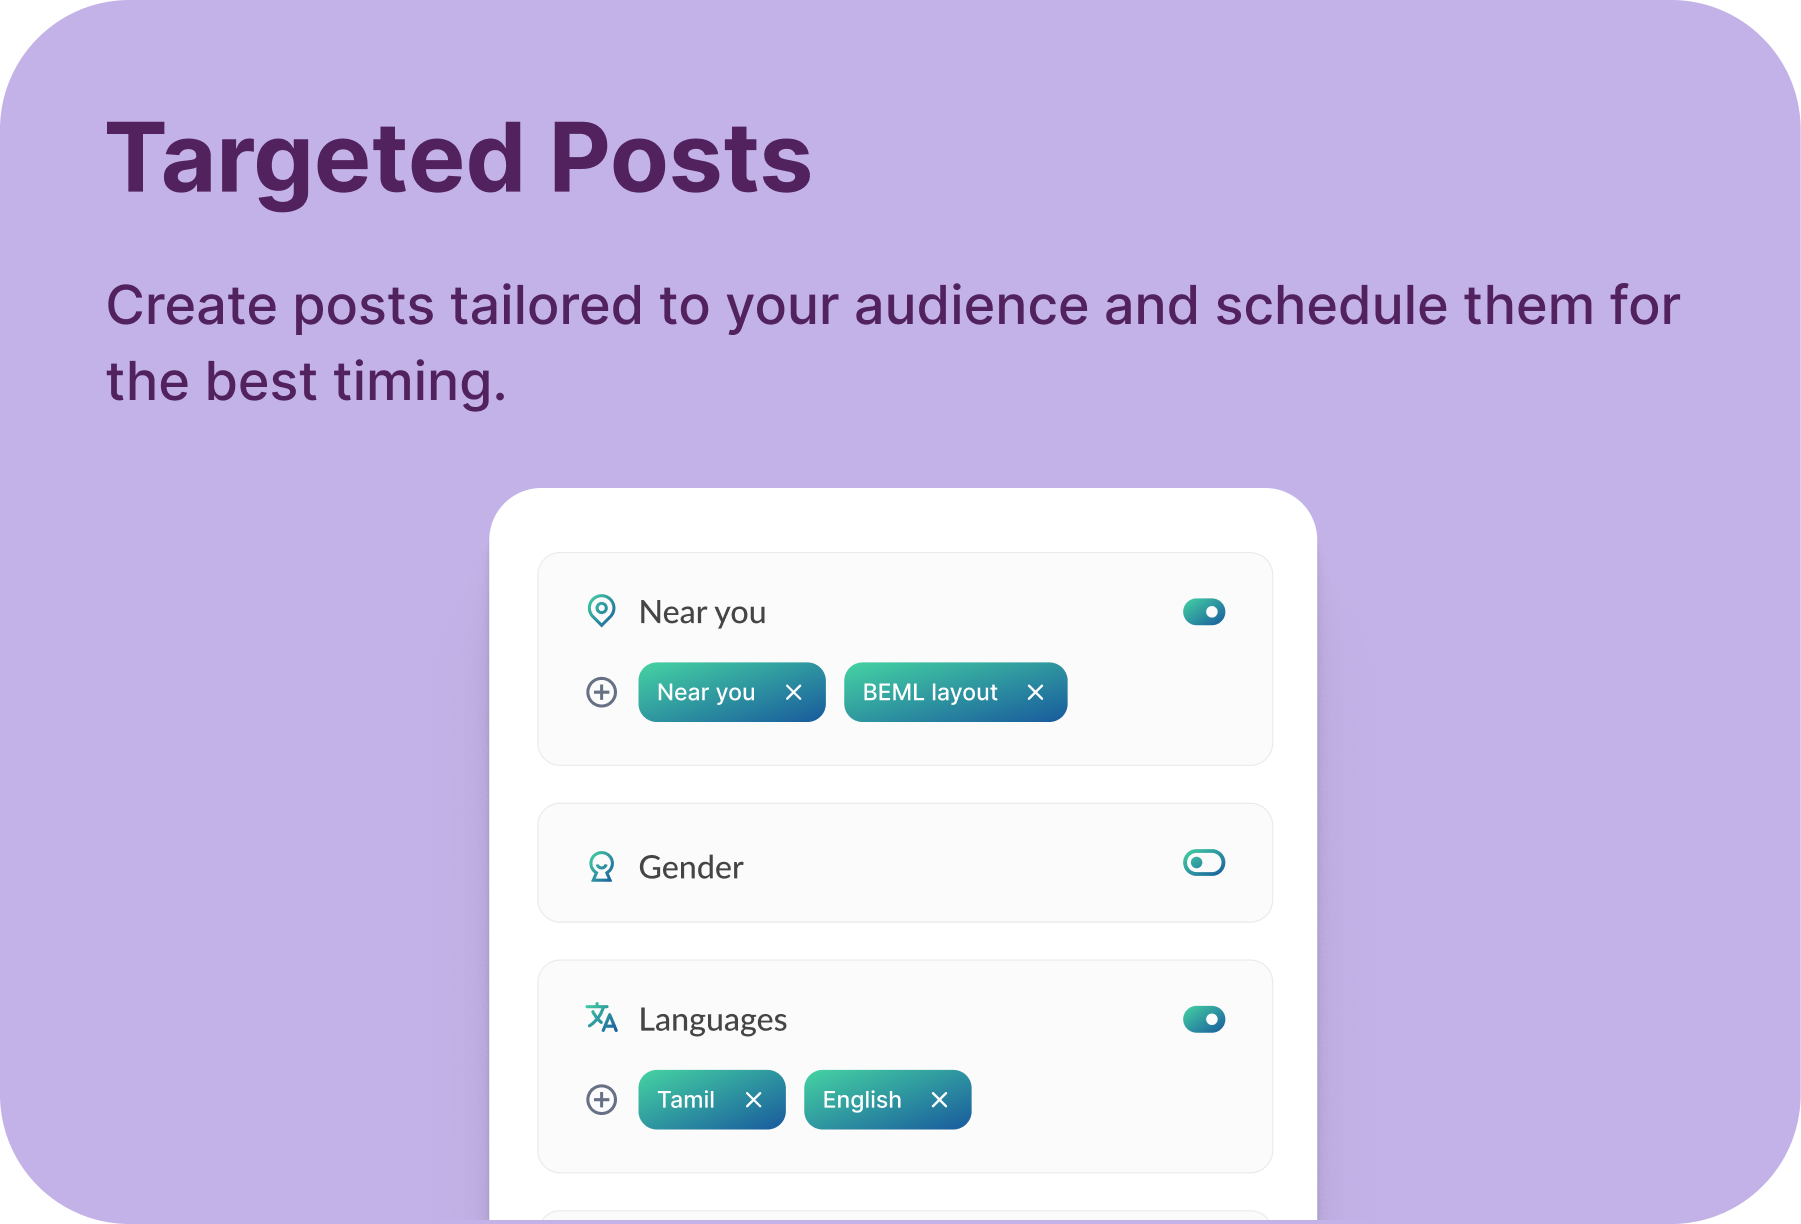 Targeted Posts
Create posts tailored to your audience and schedule them for
the best timing.
Near you
Near you
BEML layout
Gender
Languages
Tamil
English